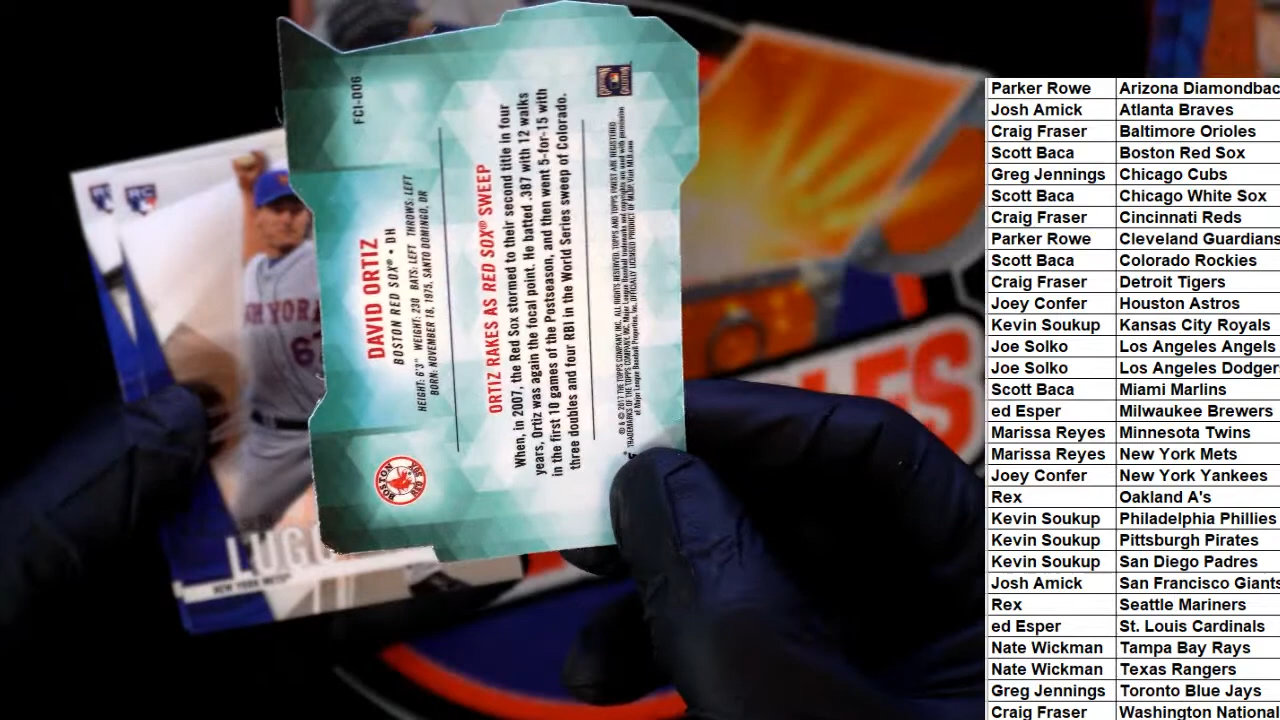 FCI-DO6
DAVID ORTIZ
BOSTON RED SOX® • DH
HEIGHT: 6'3" WEIGHT: 230 BATS: LEFT THROWS: LEFT
BORN: NOVEMBER 18, 1975, SANTO DOMINGO, DR
ORTIZ RAKES AS RED SOX® SWEEP
When, in 2007, the Red Sox stormed to their second title in four
years, Ortiz was again the focal point. He batted .387 with 12 walks
in the first 10 games of the Postseason, and then went 5-for-15 with
three doubles and four RBI in the World Series sweep of Colorado.
BOSTON RED SOX
RC
LUGO
NEW YORK METS
Parker Rowe Arizona Diamondbac
Josh Amick Atlanta Braves
Craig Fraser Baltimore Orioles
Scott Baca Boston Red Sox
Greg Jennings Chicago Cubs
Scott Baca Chicago White Sox
Craig Fraser Cincinnati Reds
Parker Rowe Cleveland Guardians
Scott Baca Colorado Rockies
Craig Fraser Detroit Tigers
Joey Confer Houston Astros
Kevin Soukup Kansas City Royals
Joe Solko Los Angeles Angels
Joe Solko Los Angeles Dodger
Scott Baca Miami Marlins
ed Esper Milwaukee Brewers
Marissa Reyes Minnesota Twins
Marissa Reyes New York Mets
Joey Confer New York Yankees
Rex Oakland A's
Kevin Soukup Philadelphia Phillies
Kevin Soukup Pittsburgh Pirates
Kevin Soukup San Diego Padres
Josh Amick San Francisco Giants
Rex Seattle Mariners
ed Esper St. Louis Cardinals
Nate Wickman Tampa Bay Rays
Nate Wickman Texas Rangers
Greg Jennings Toronto Blue Jays
Craig Fraser Washington National